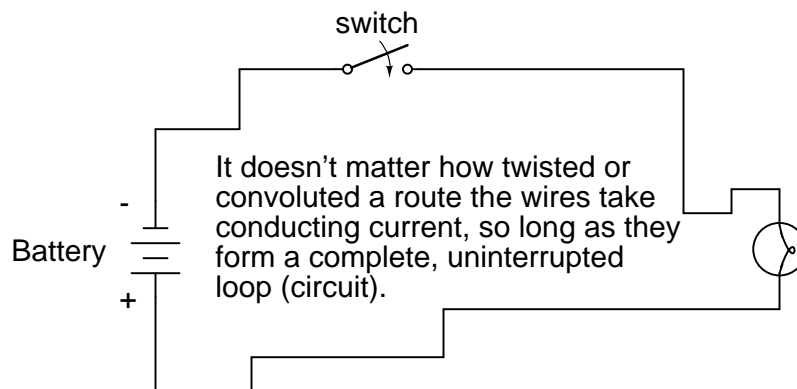 switch
It doesn’t matter how twisted or
convoluted a route the wires take
-
conducting current, so long as they
Battery
form a complete, uninterrupted
+
loop (circuit).